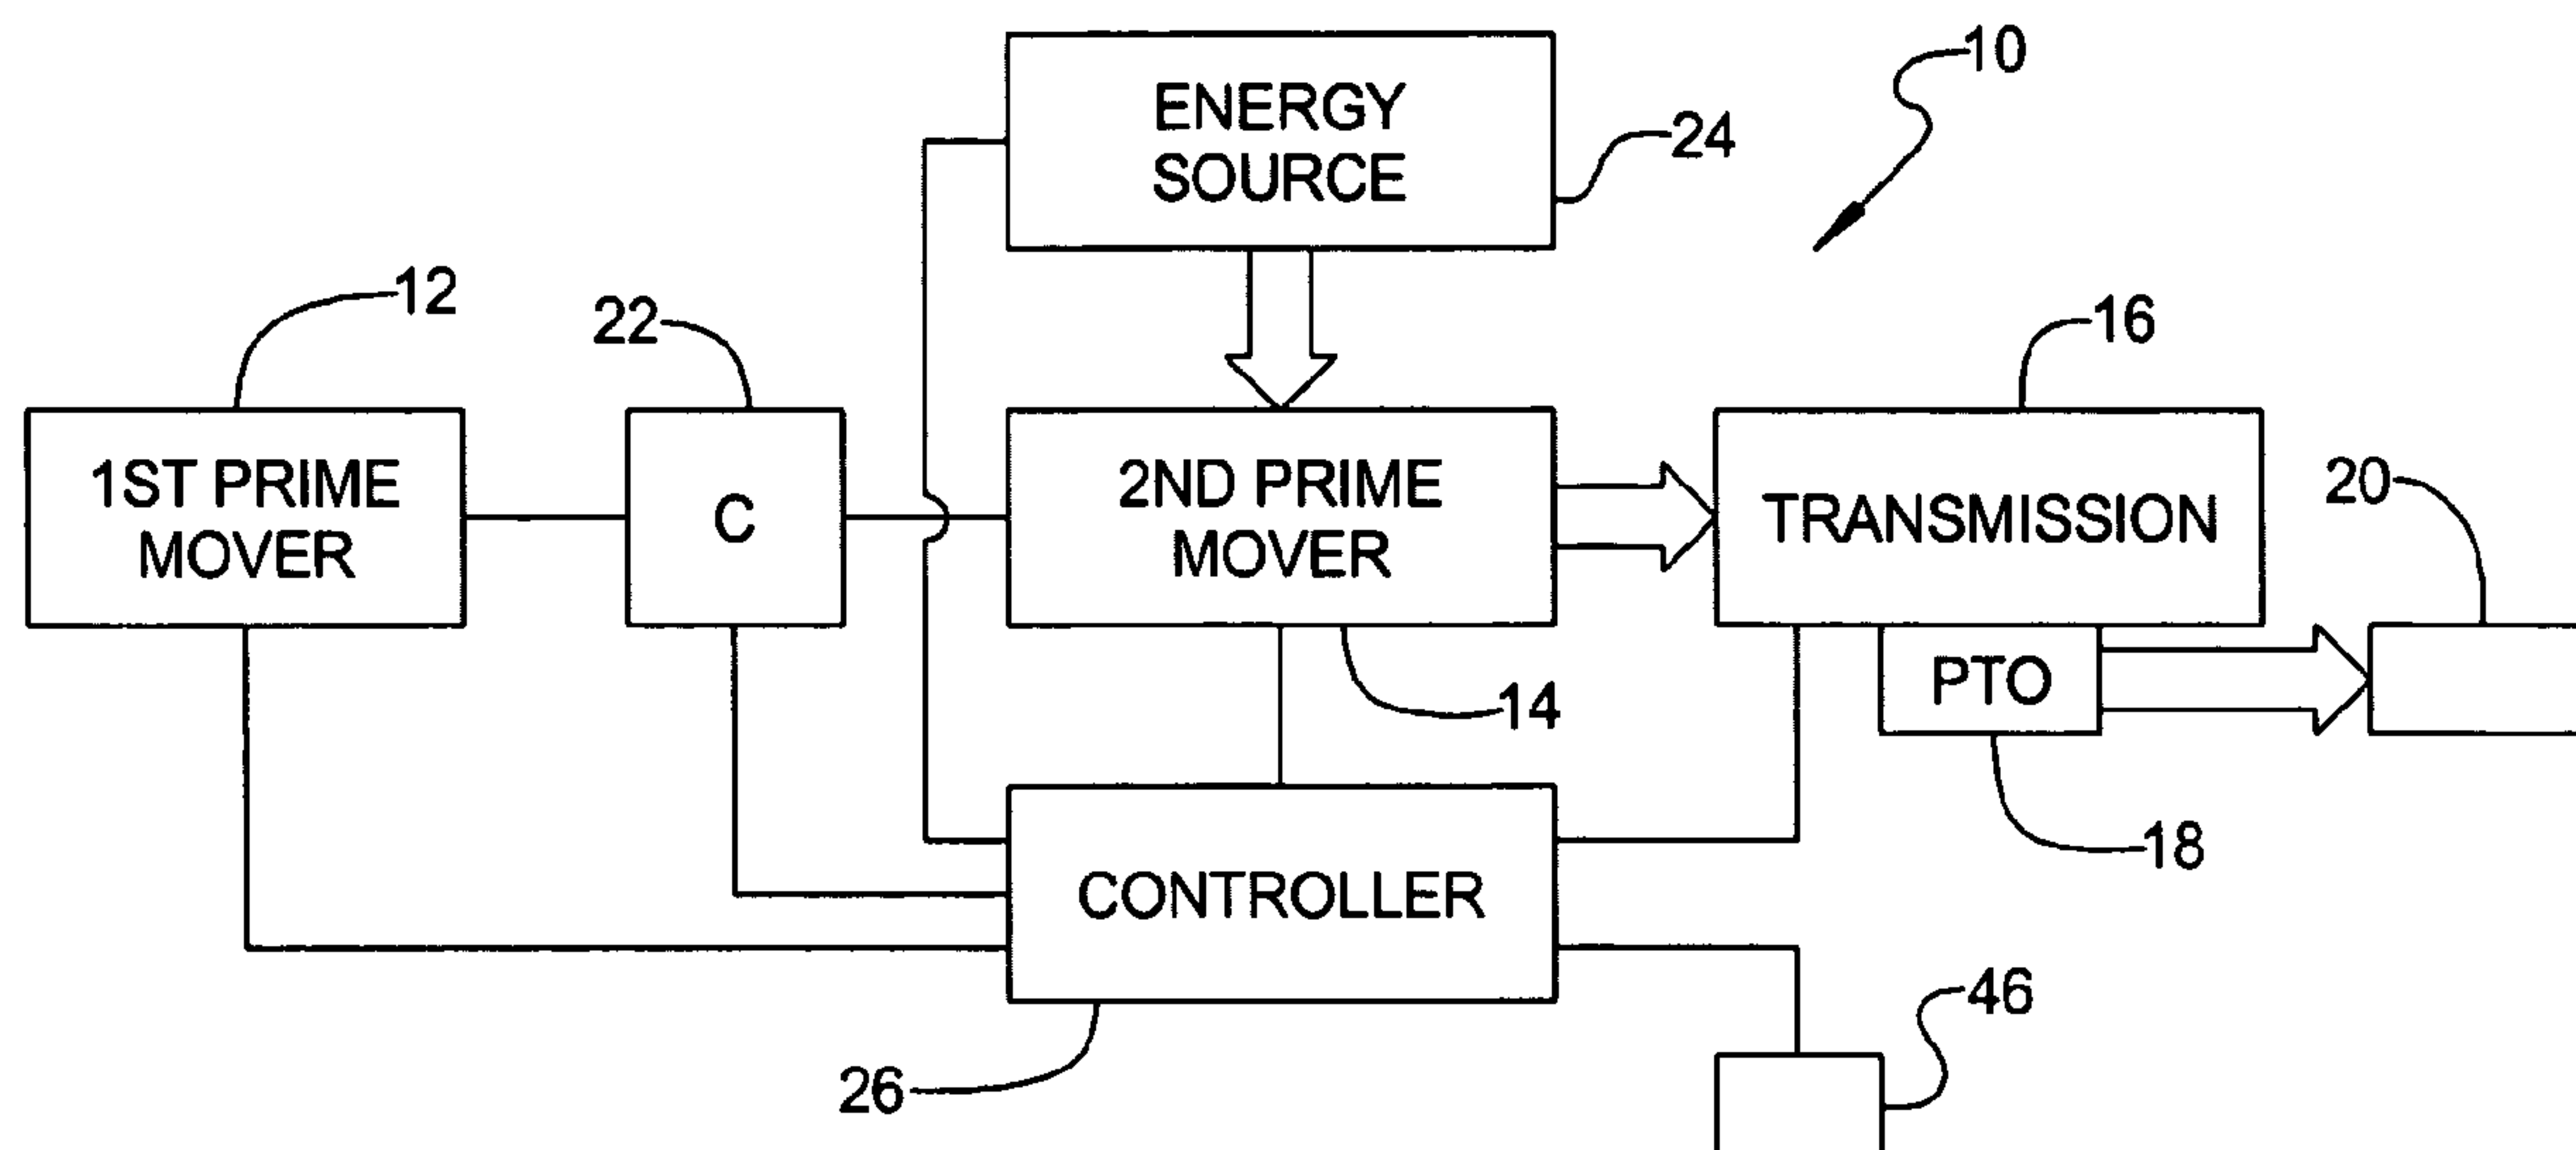 10
ENERGY
SOURCE
24
12
22
16
1ST PRIME
MOVER
C
2ND PRIME
MOVER
TRANSMISSION
20
14
PTO
18
CONTROLLER
26
46